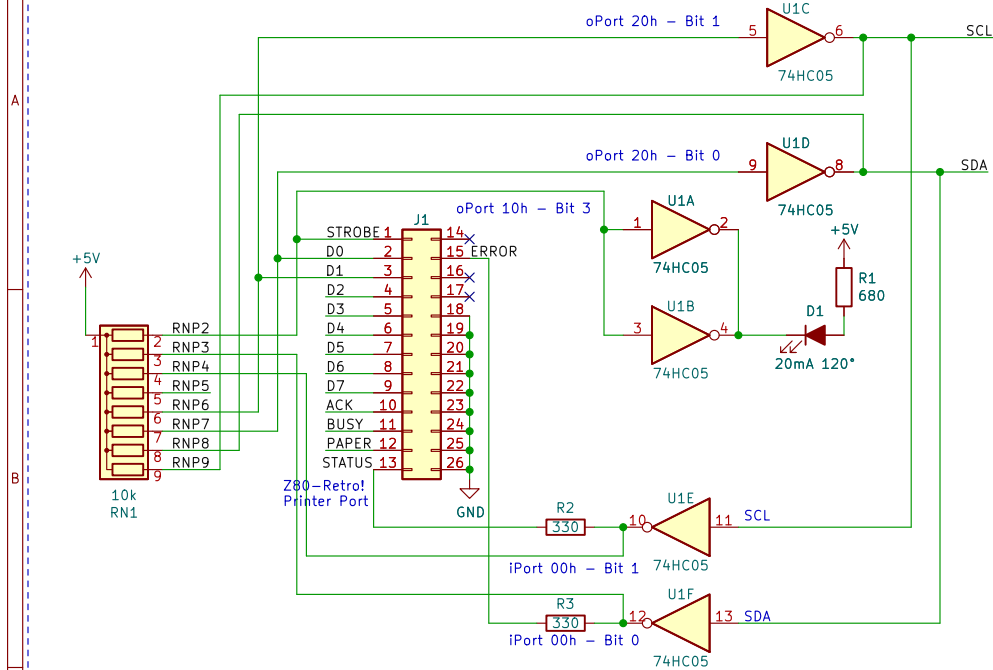 U1C
oPort 20h – Bit 1
5
6
SCL
74HC05
A
U1D
oPort 20h – Bit 0
9
8
SDA
74HC05
oPort 10h – Bit 3
U1A
1
2
74HC05
+5V
R1
680
U1B
3
4
74HC05
D1
20mA 120°
J1
STROBE 1 14
D0 2 15 ERROR
D1 3 16
D2 4 17
D3 5 18
D4 6 19
D5 7 20
D6 8 21
D7 9 22
ACK 10 23
BUSY 11 24
PAPER 12 25
STATUS 13 26
GND
Z80-Retro!
Printer Port
+5V
1
RNP2
2
RNP3
3
RNP4
4
RNP5
5
RNP6
6
RNP7
7
RNP8
8
RNP9
9
10k
RN1
B
R2
330
U1E
10
11
SCL
74HC05
iPort 00h – Bit 1
R3
330
U1F
12
13
SDA
74HC05
iPort 00h – Bit 0